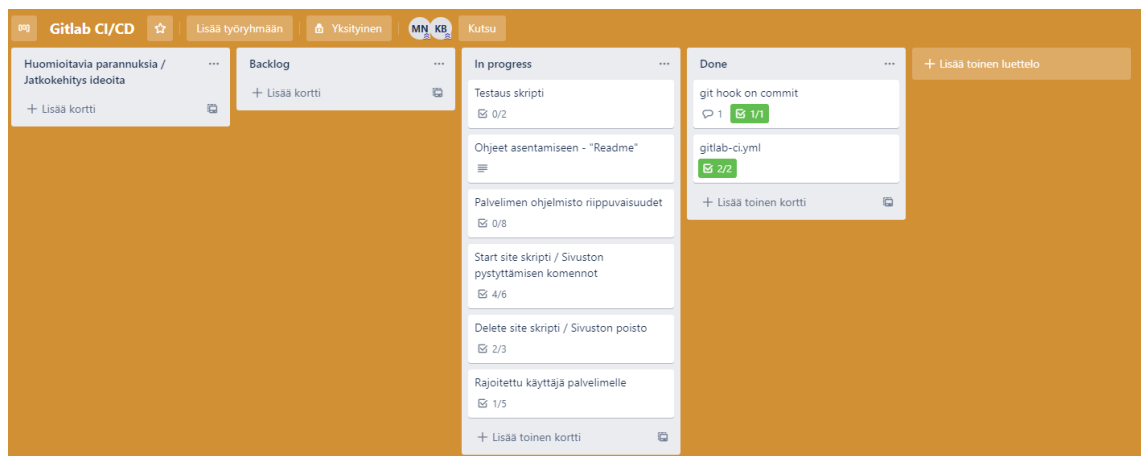 Gitlab CI/CD
Lisää työryhmään
Yksityinen
MN
KB
Kutsu
Huomioitavia parannuksia /
Jatkokehitys ideoita
+ Lisää kortti
Backlog
+ Lisää kortti
In progress
Testaus skripti
0/2
Ohjeet asentamiseen - "Readme"
Palvelimen ohjelmisto riippuvaisuudet
0/8
Start site skripti / Sivuston
pystyttämisen komennot
4/6
Delete site skripti / Sivuston poisto
2/3
Rajoitettu käyttäjä palvelimelle
1/5
+ Lisää toinen kortti
Done
git hook on commit
1 1/1
gitlab-ci.yml
2/2
+ Lisää toinen kortti
+ Lisää toinen luettelo